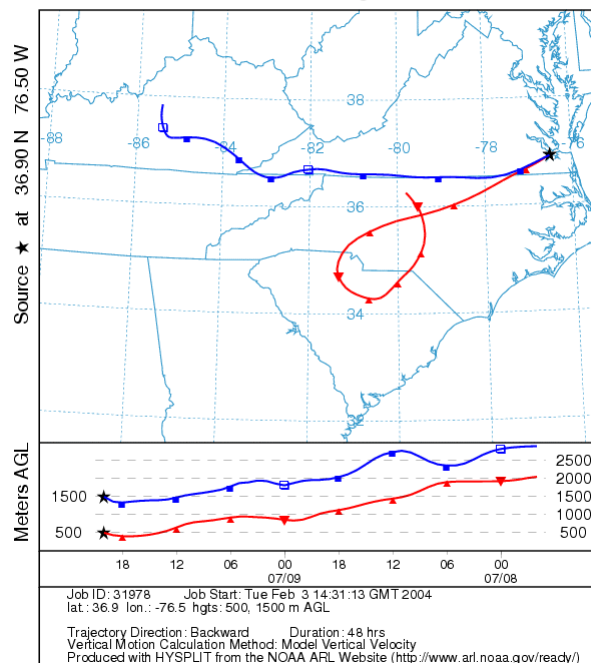 Source ★ at 36.90 N 76.50 W
38
-88
-86
-84
-82
-80
-78
-76
36
34
Meters AGL
1500
500
2500
2000
1500
1000
500
18 12 06 00 18 12 06 00
07/09 07/08
Job ID: 31978 Job Start: Tue Feb 3 14:31:13 GMT 2004
lat.: 36.9 lon.: -76.5 hgts: 500, 1500 m AGL
Trajectory Direction: Backward Duration: 48 hrs
Vertical Motion Calculation Method: Model Vertical Velocity
Produced with HYSPLIT from the NOAA ARL Website (http://www.arl.noaa.gov/ready/)